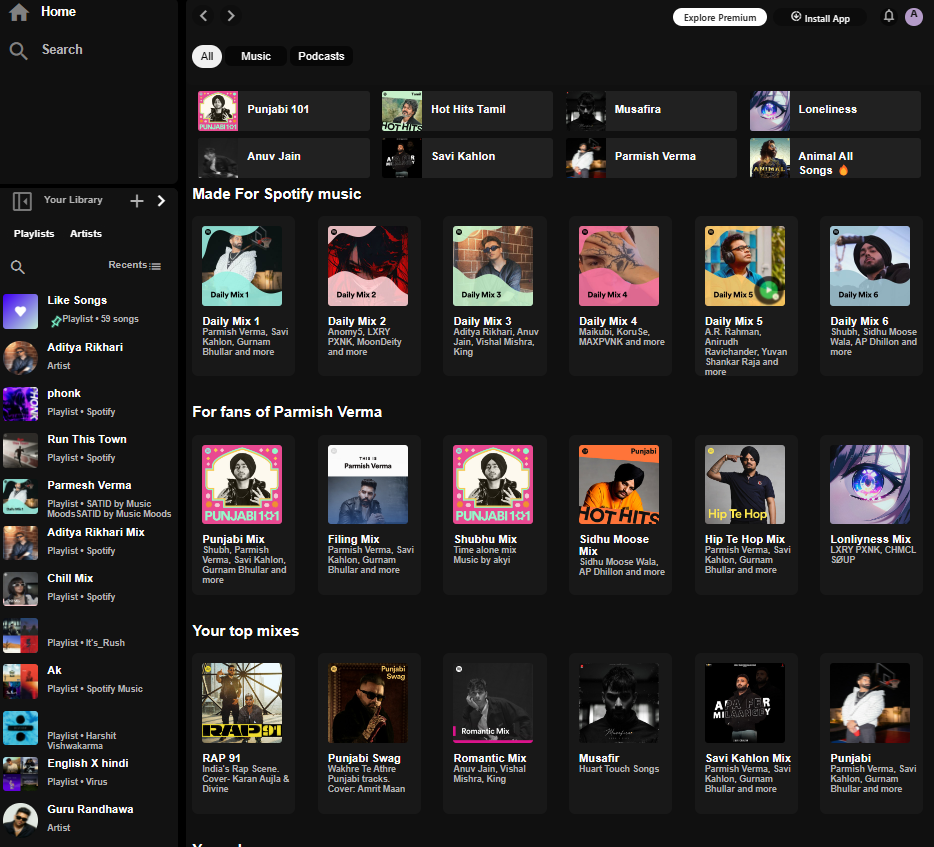 Home
Search
Explore Premium
Install App
A
All
Music
Podcasts
Punjabi 101
Hot Hits Tamil
Musafira
Loneliness
Anuv Jain
Savi Kahlon
Parmish Verma
Animal All
Songs 🔥
Your Library
Playlists
Artists
Recents
Like Songs
Playlist • 59 songs
Aditya Rikhari
Artist
phonk
Playlist • Spotify
Run This Town
Playlist • Spotify
Parmesh Verma
Playlist • SATID by Music
MoodsSATID by Music Moods
Aditya Rikhari Mix
Playlist • Spotify
Chill Mix
Playlist • Spotify
Playlist • It's_Rush
Ak
Playlist • Spotify Music
Playlist • Harshit
Vishwakarma
English X hindi
Playlist • Virus
Guru Randhawa
Artist
Made For Spotify music
Daily Mix 1
Daily Mix 1
Parmish Verma, Savi
Kahlon, Gurnam
Bhullar and more
Daily Mix 2
Daily Mix 2
Anomy5, LXRY
PXNK, MoonDeity
and more
Daily Mix 3
Daily Mix 3
Aditya Rikhari, Anuv
Jain, Vishal Mishra,
King
Daily Mix 4
Daily Mix 4
Maikubi, KoruSe,
MAXPVNK and more
Daily Mix 5
Daily Mix 5
A.R. Rahman,
Anirudh
Ravichander, Yuvan
Shankar Raja and
more
Daily Mix 6
Daily Mix 6
Shubh, Sidhu Moose
Wala, AP Dhillon and
more
For fans of Parmish Verma
PUNJABI 101
Punjabi Mix
Shubh, Parmish
Verma, Savi Kahlon,
Gurnam Bhullar and
more
THIS IS
Parmish Verma
Filing Mix
Parmish Verma, Savi
Kahlon, Gurnam
Bhullar and more
PUNJABI 101
Shubhu Mix
Time alone mix
Music by akyi
Punjabi
HOT HITS
Sidhu Moose
Mix
Sidhu Moose Wala,
AP Dhillon and more
Hip Te Hop
Hip Te Hop Mix
Parmish Verma, Savi
Kahlon, Gurnam
Bhullar and more
Lonliyness Mix
LXRY PXNK, CHMCL
SØUP
Your top mixes
RAP 91
RAP 91
India's Rap Scene.
Cover- Karan Aujla &
Divine
Punjabi
Swag
Punjabi Swag
Wakhre Te Athre
Punjabi tracks.
Cover: Amrit Maan
Romantic Mix
Romantic Mix
Anuv Jain, Vishal
Mishra, King
Musafir
Huart Touch Songs
APA FER
MILAANGEY
Savi Kahlon Mix
Parmish Verma, Savi
Kahlon, Gurnam
Bhullar and more
Punjabi
Parmish Verma, Savi
Kahlon, Gurnam
Bhullar and more